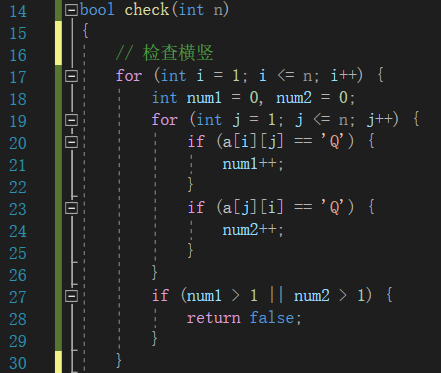 14 bool check(int n)
15 {
16 // 检查横竖
17 for (int i = 1; i <= n; i++) {
18 int num1 = 0, num2 = 0;
19 for (int j = 1; j <= n; j++) {
20 if (a[i][j] == 'Q') {
21 num1++;
22 }
23 if (a[j][i] == 'Q') {
24 num2++;
25 }
26 }
27 if (num1 > 1 || num2 > 1) {
28 return false;
29 }
30 }